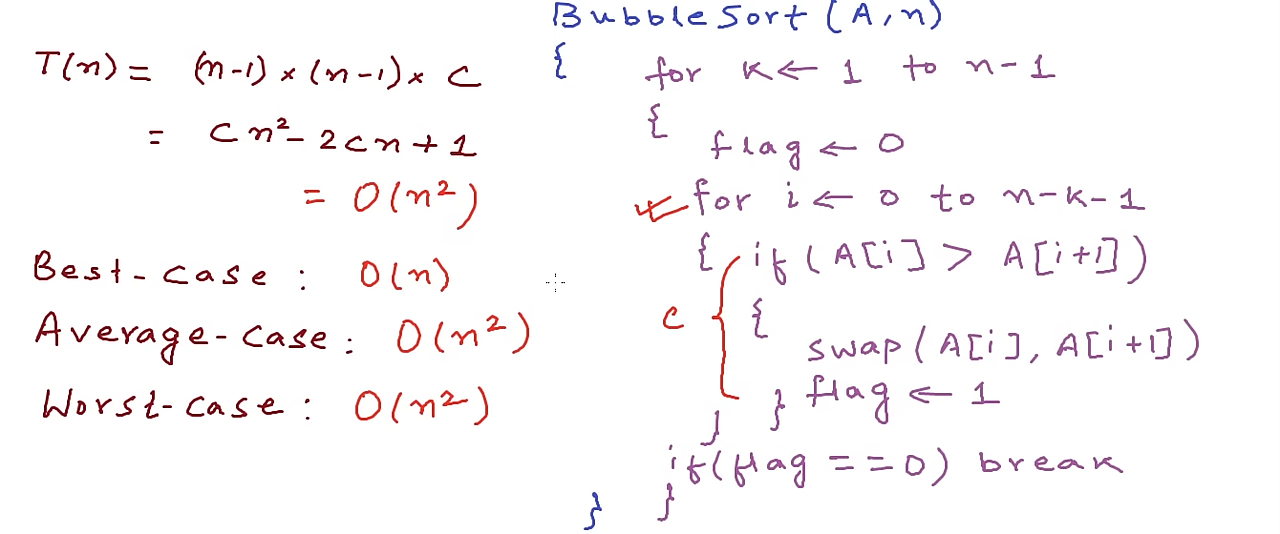 T(n) = (n-1) × (n-1) × C
= Cn² - 2cn + 1
= O(n²)
Best-case : O(n)
Average-case : O(n²)
Worst-case : O(n²)
BubbleSort(A,n)
{ for k ← 1 to n-1
{
flag ← 0
for i ← 0 to n-k-1
{ if (A[i] > A[i+1])
c {
swap(A[i], A[i+1])
} flag ← 1
}
if(flag ==0) break
}
}